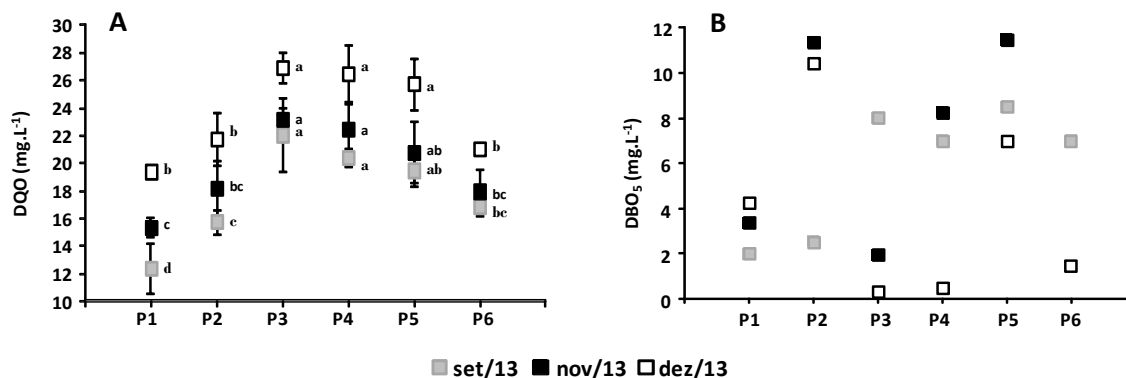 A
DQO (mg.L⁻¹)
30
28
26
24
22
20
18
16
14
12
10
b
c
d
b
bc
c
a
a
a
a
a
a
a
ab
ab
b
bc
bc
P1 P2 P3 P4 P5 P6
B
DBO₅ (mg.L⁻¹)
12
10
8
6
4
2
0
P1 P2 P3 P4 P5 P6
set/13 nov/13 dez/13